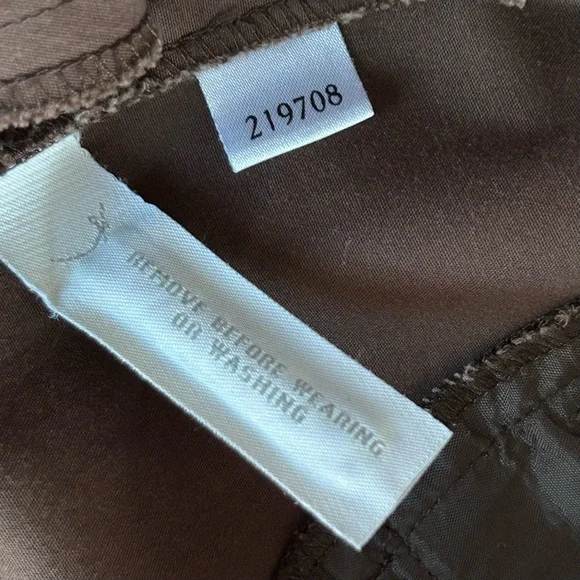 219708
REMOVE BEFORE WEARING
OR WASHING